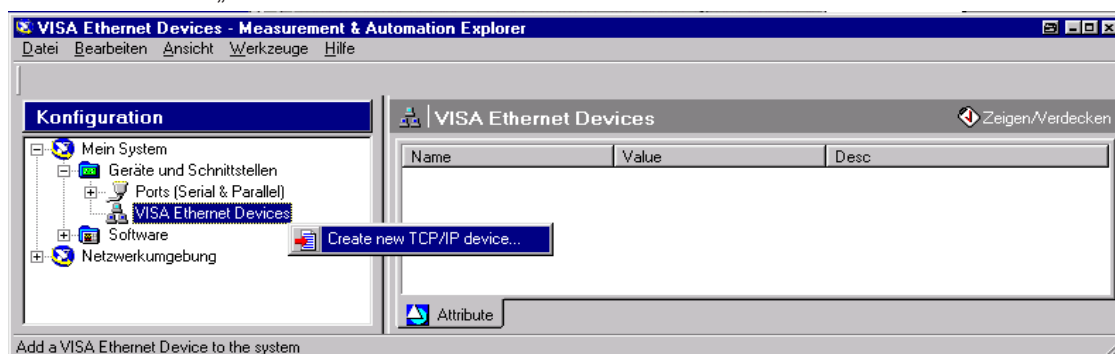 „
VISA Ethernet Devices - Measurement & Automation Explorer
Datei Bearbeiten Ansicht Werkzeuge Hilfe
Konfiguration
VISA Ethernet Devices
Zeigen/Verdecken
Mein System
Geräte und Schnittstellen
Ports (Serial & Parallel)
VISA Ethernet Devices
Software
Netzwerkumgebung
Create new TCP/IP device...
Name Value Desc
Attribute
Add a VISA Ethernet Device to the system